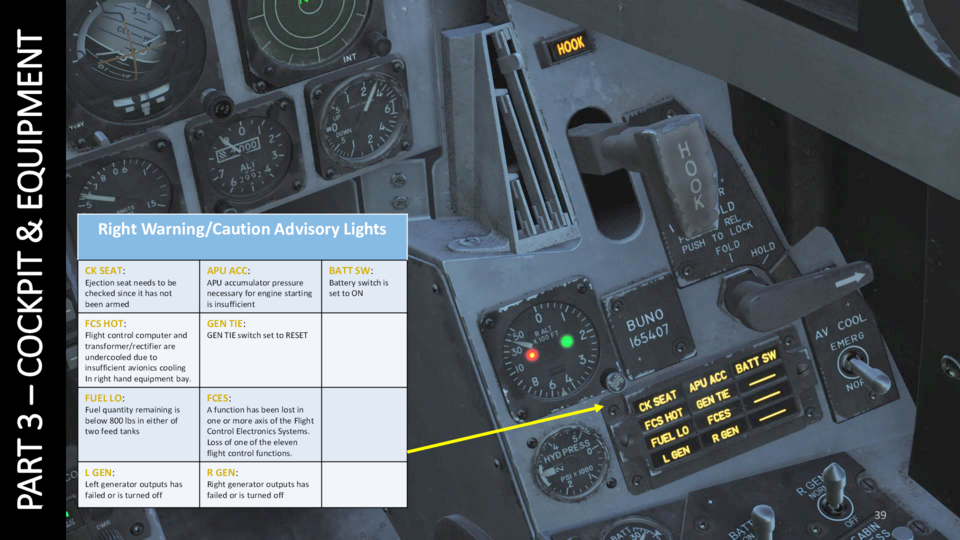 PART 3 – COCKPIT & EQUIPMENT
INT
HOOK
HOOK
DOWN
ALI
2992
Right Warning/Caution Advisory Lights
CK SEAT:
Ejection seat needs to be
checked since it has not
been armed
APU ACC:
APU accumulator pressure
necessary for engine starting
is insufficient
BATT SW:
Battery switch is
set to ON
FCS HOT:
Flight control computer and
transformer/rectifier are
undercooled due to
insufficient avionics cooling
In right hand equipment bay.
GEN TIE:
GEN TIE switch set to RESET
FUEL LO:
Fuel quantity remaining is
below 800 lbs in either of
two feed tanks
FCES:
A function has been lost in
one or more axis of the Flight
Control Electronics Systems.
Loss of one of the eleven
flight control functions.
L GEN:
Left generator outputs has
failed or is turned off
R GEN:
Right generator outputs has
failed or is turned off
REL
PUSH TO LOCK
FOLD
HOLD
R ALT
X100 FT
BUNO
165407
AV COOL
EMERG
NOR
CK SEAT APU ACC BATT SW
FCS HOT GEN TIE
FUEL LO FCES
L GEN R GEN
HYD PRESS
PSI X 1000
R GEN
NORM
OFF
BATT
CABIN
39